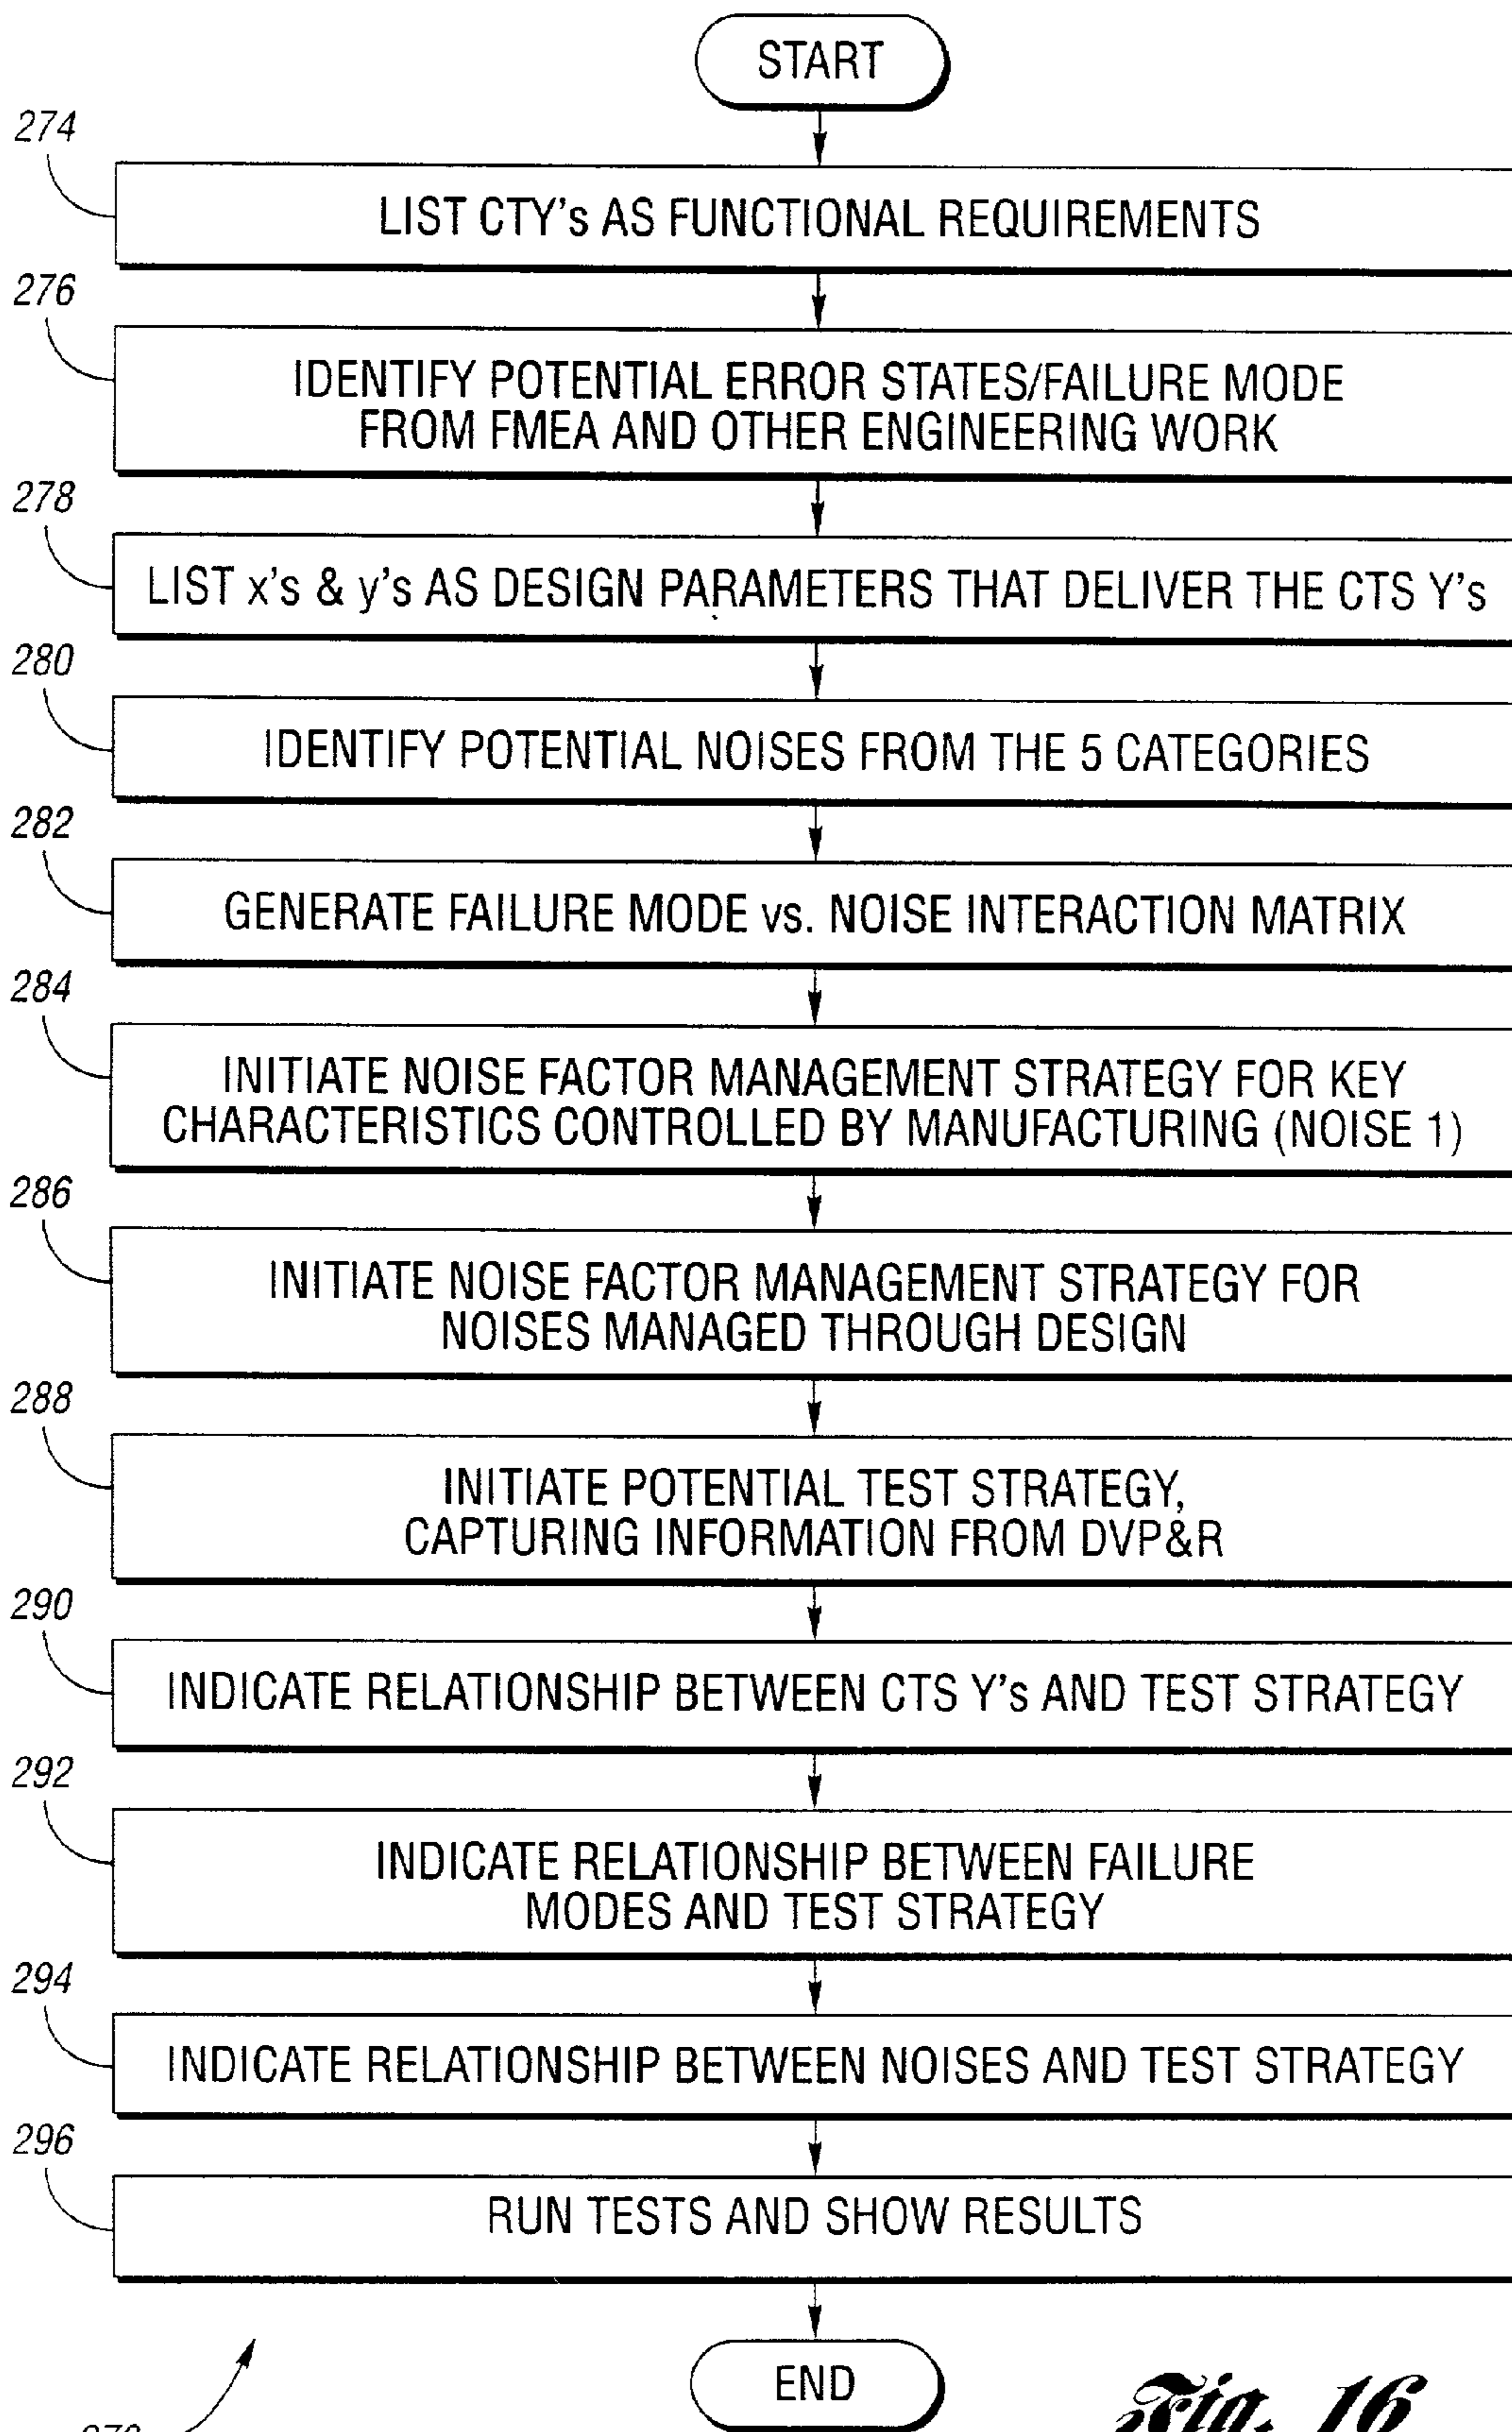 START
274
LIST CTY's AS FUNCTIONAL REQUIREMENTS
276
IDENTIFY POTENTIAL ERROR STATES/FAILURE MODE
FROM FMEA AND OTHER ENGINEERING WORK
278
LIST x's & y's AS DESIGN PARAMETERS THAT DELIVER THE CTS Y's
280
IDENTIFY POTENTIAL NOISES FROM THE 5 CATEGORIES
282
GENERATE FAILURE MODE vs. NOISE INTERACTION MATRIX
284
INITIATE NOISE FACTOR MANAGEMENT STRATEGY FOR KEY
CHARACTERISTICS CONTROLLED BY MANUFACTURING (NOISE 1)
286
INITIATE NOISE FACTOR MANAGEMENT STRATEGY FOR
NOISES MANAGED THROUGH DESIGN
288
INITIATE POTENTIAL TEST STRATEGY,
CAPTURING INFORMATION FROM DVP&R
290
INDICATE RELATIONSHIP BETWEEN CTS Y's AND TEST STRATEGY
292
INDICATE RELATIONSHIP BETWEEN FAILURE
MODES AND TEST STRATEGY
294
INDICATE RELATIONSHIP BETWEEN NOISES AND TEST STRATEGY
296
RUN TESTS AND SHOW RESULTS
END
Fig. 16